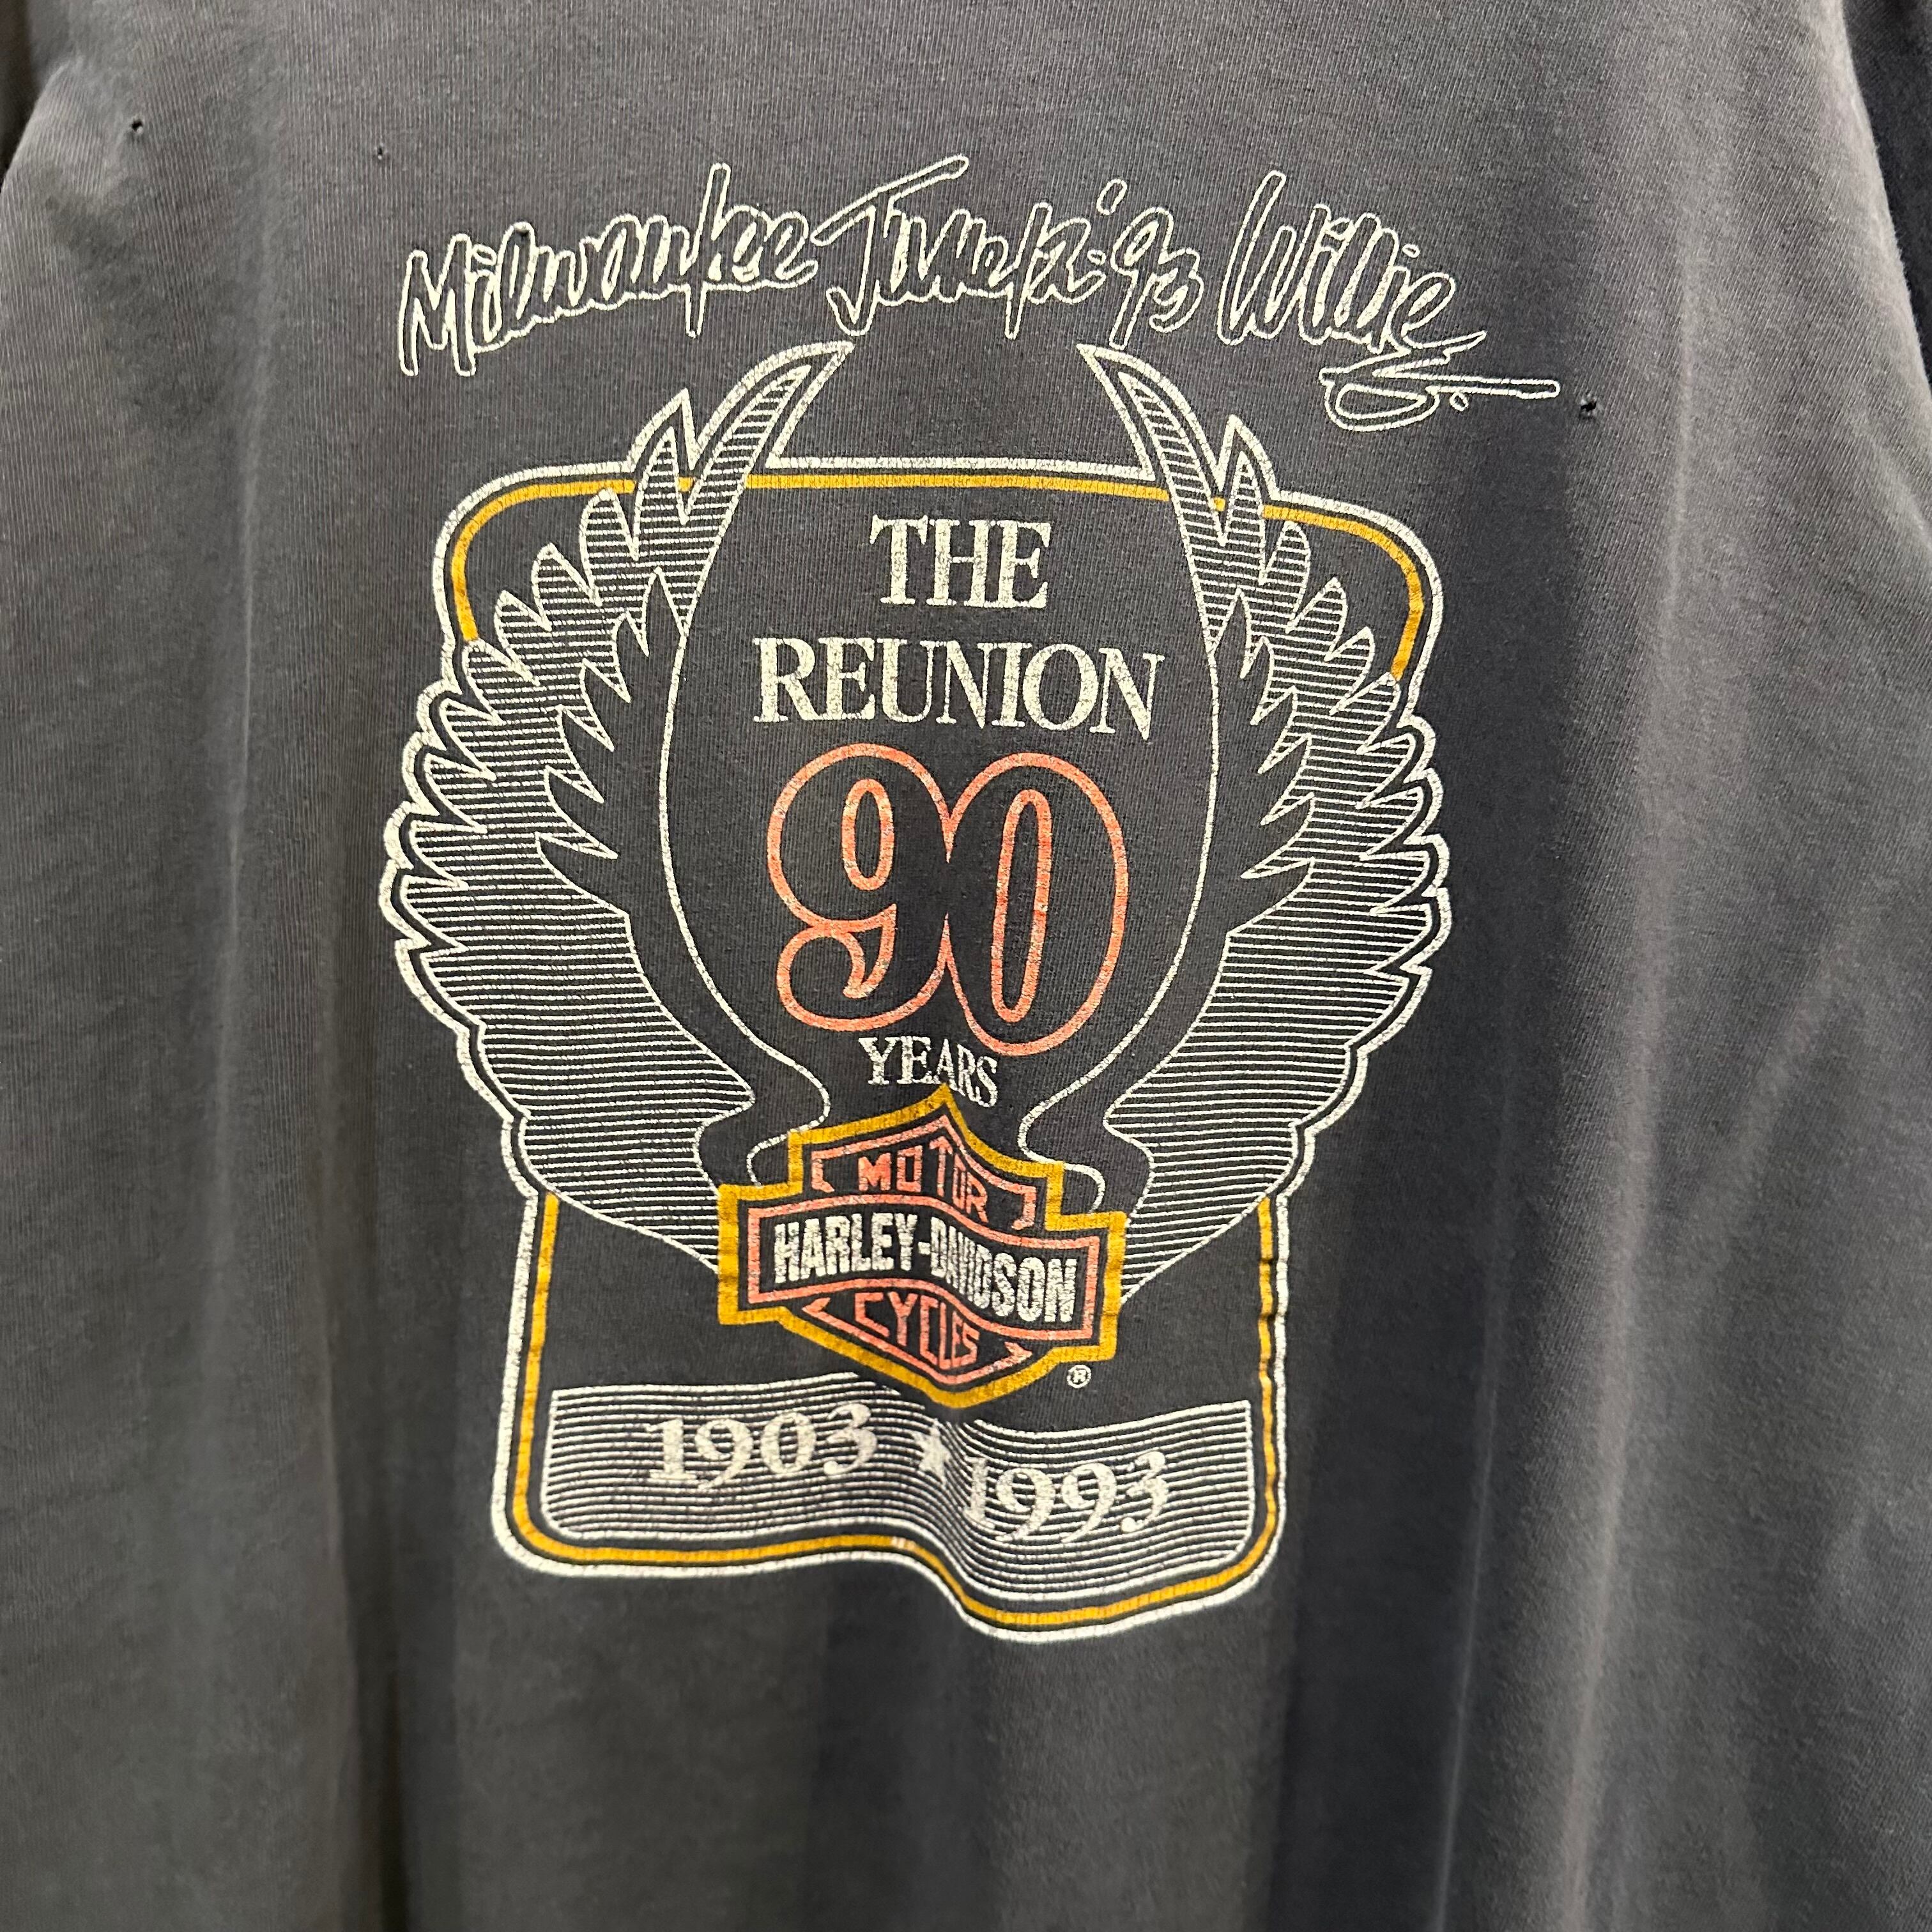 Milwaukee June 12 '93 Willie G.
THE
REUNION
90
YEARS
MOTOR
HARLEY-DAVIDSON
CYCLES
®
1903 ★ 1993